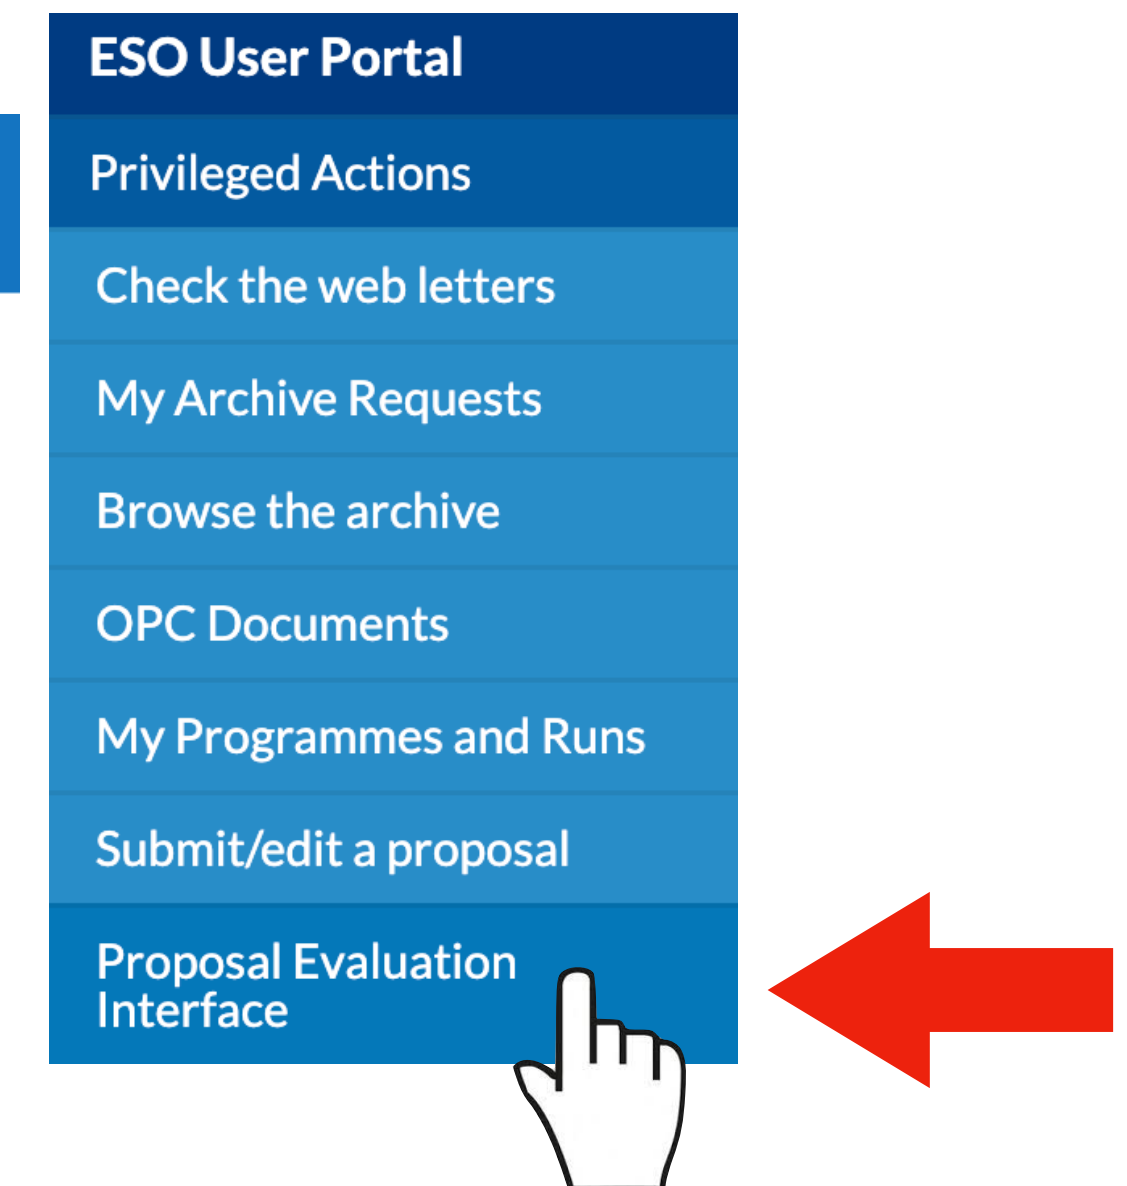 ESO User Portal
Privileged Actions
Check the web letters
My Archive Requests
Browse the archive
OPC Documents
My Programmes and Runs
Submit/edit a proposal
Proposal Evaluation
Interface